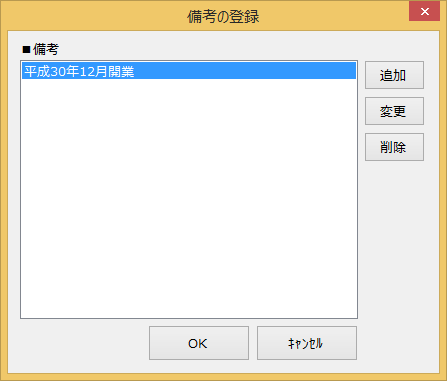 備考の登録
■備考
平成30年12月開業
追加
変更
削除
OK
ｷｬﾝｾﾙ